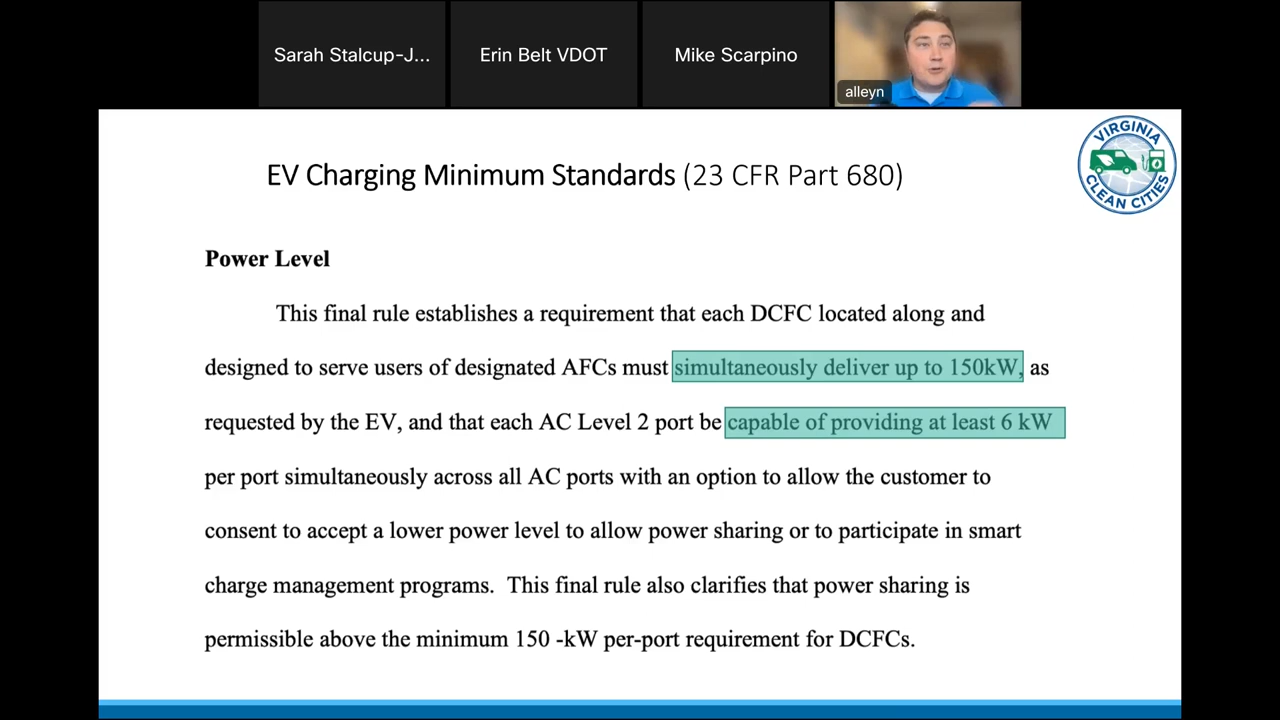 Sarah Stalcup-J...
Erin Belt VDOT
Mike Scarpino
alleyn
VIRGINIA
CLEAN CITIES
EV Charging Minimum Standards (23 CFR Part 680)
Power Level
This final rule establishes a requirement that each DCFC located along and
designed to serve users of designated AFCs must simultaneously deliver up to 150kW, as
requested by the EV, and that each AC Level 2 port be capable of providing at least 6 kW
per port simultaneously across all AC ports with an option to allow the customer to
consent to accept a lower power level to allow power sharing or to participate in smart
charge management programs.  This final rule also clarifies that power sharing is
permissible above the minimum 150 -kW per-port requirement for DCFCs.